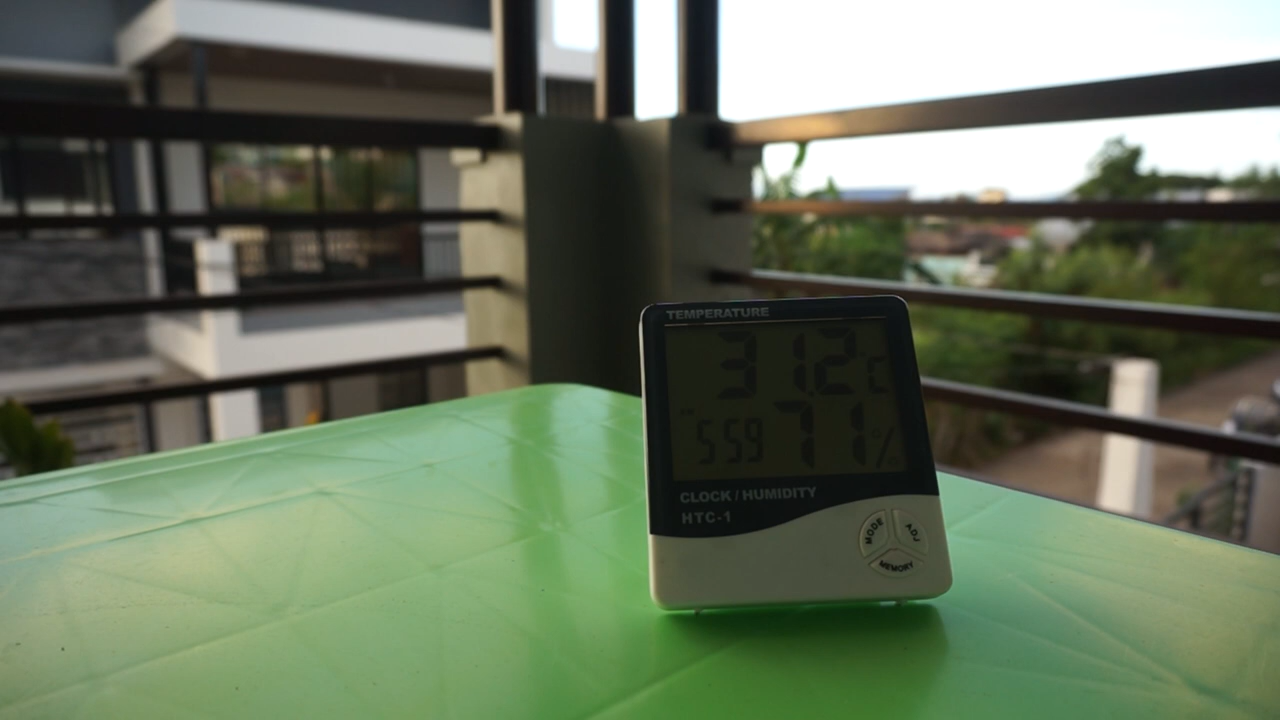 TEMPERATURE
31.2°C
5:59 71%
CLOCK / HUMIDITY
HTC-1
MODE
ADJ
MEMORY